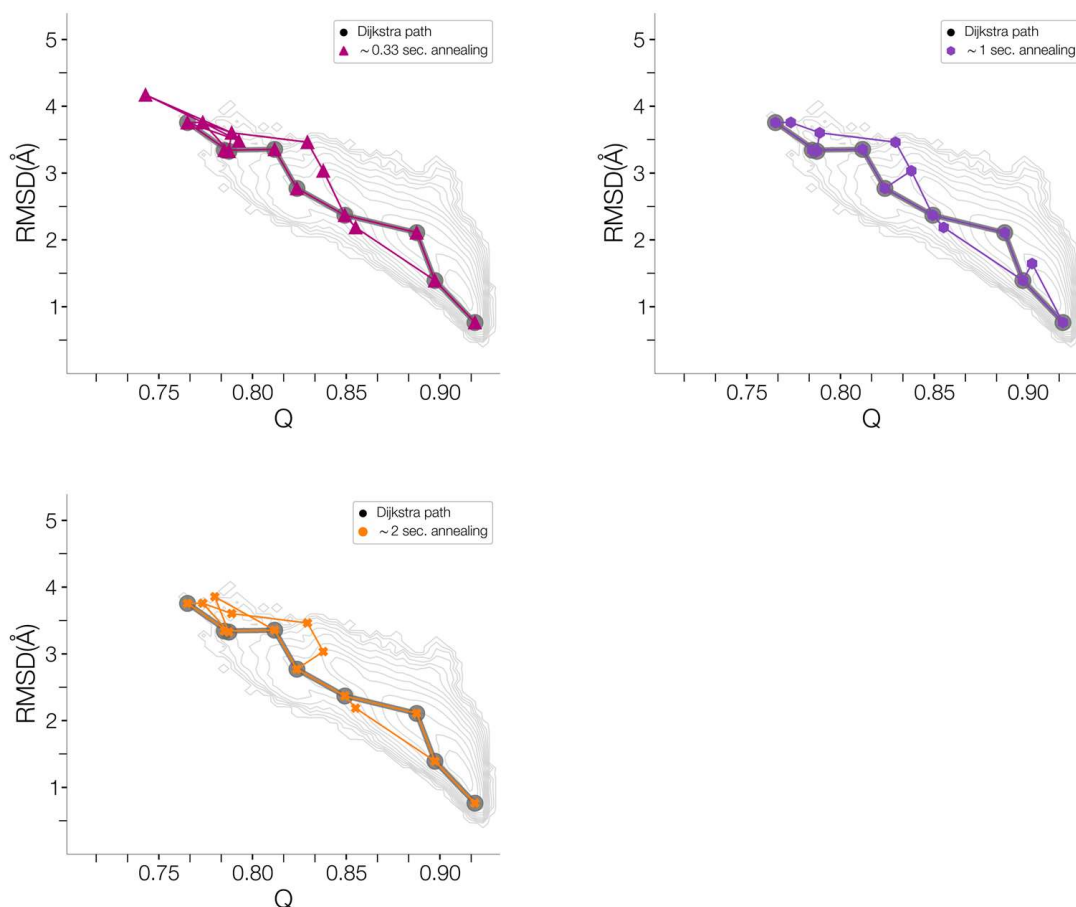 Dijkstra path
~0.33 sec. annealing
5
4
3
2
1
RMSD(Å)
0.75
0.80
0.85
0.90
Q
Dijkstra path
~1 sec. annealing
5
4
3
2
1
RMSD(Å)
0.75
0.80
0.85
0.90
Q
Dijkstra path
~2 sec. annealing
5
4
3
2
1
RMSD(Å)
0.75
0.80
0.85
0.90
Q